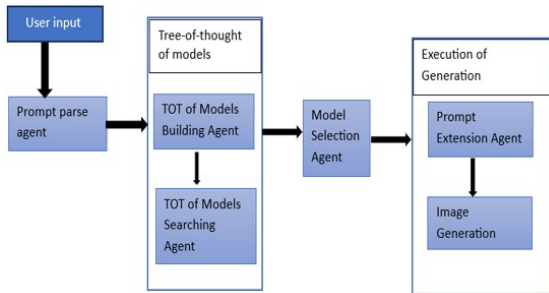 User input
Prompt parse
agent
Tree-of-thought
of models
TOT of Models
Building Agent
TOT of Models
Searching
Agent
Model
Selection
Agent
Execution of
Generation
Prompt
Extension Agent
Image
Generation